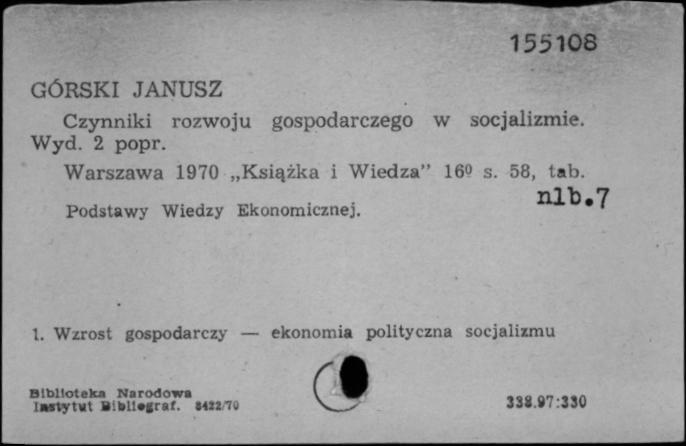 155108
GÓRSKI JANUSZ
Czynniki rozwoju gospodarczego w socjalizmie.
Wyd. 2 popr.
Warszawa 1970 „Książka i Wiedza” 16º s. 58, tab.
nlb.7
Podstawy Wiedzy Ekonomicznej.
1. Wzrost gospodarczy — ekonomia polityczna socjalizmu
Biblioteka Narodowa
Instytut Bibliograf. 8422/70
338.97:330